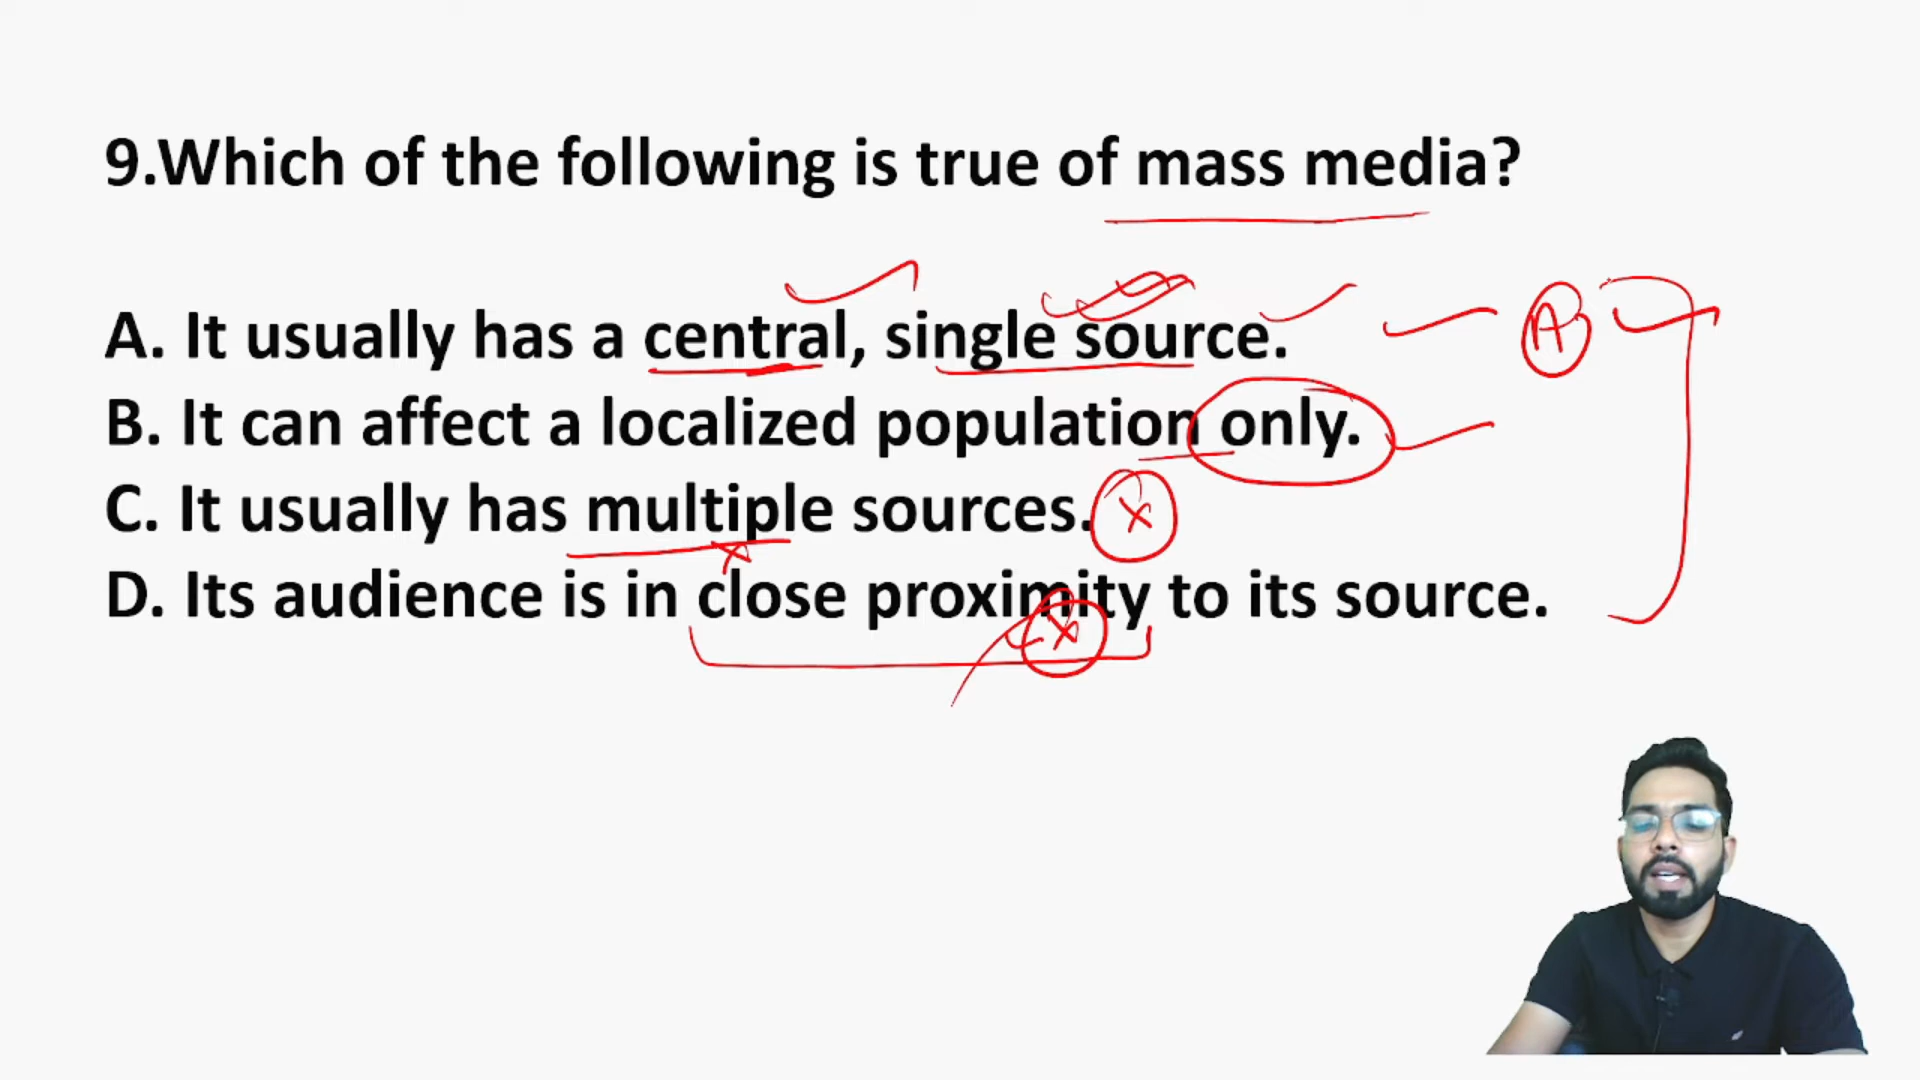 9.Which of the following is true of mass media?
A. It usually has a central, single source.
A
B. It can affect a localized population only.
C. It usually has multiple sources.
D. Its audience is in close proximity to its source.